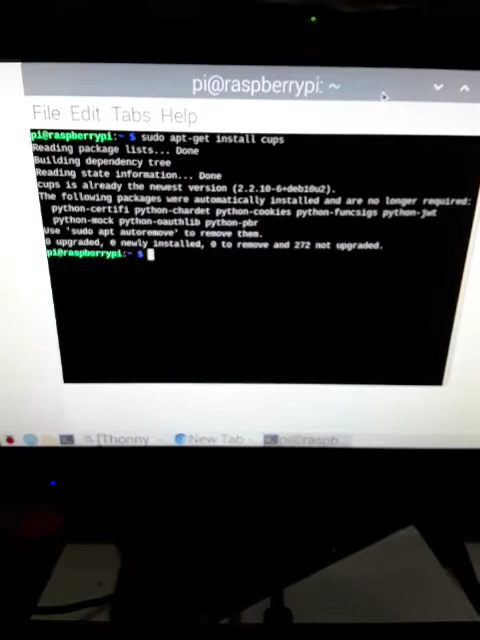 pi@raspberrypi: ~
File Edit Tabs Help
pi@raspberrypi:~ $ sudo apt-get install cups
Reading package lists... Done
Building dependency tree
Reading state information... Done
cups is already the newest version (2.2.10-6+deb10u2).
The following packages were automatically installed and are no longer required:
python-certifi python-chardet python-cookies python-funcsigs python-jwt
python-mock python-oauthlib python-pbr
Use 'sudo apt autoremove' to remove them.
0 upgraded, 0 newly installed, 0 to remove and 272 not upgraded.
pi@raspberrypi:~ $
[Thonny - New Tab - pi@raspb...